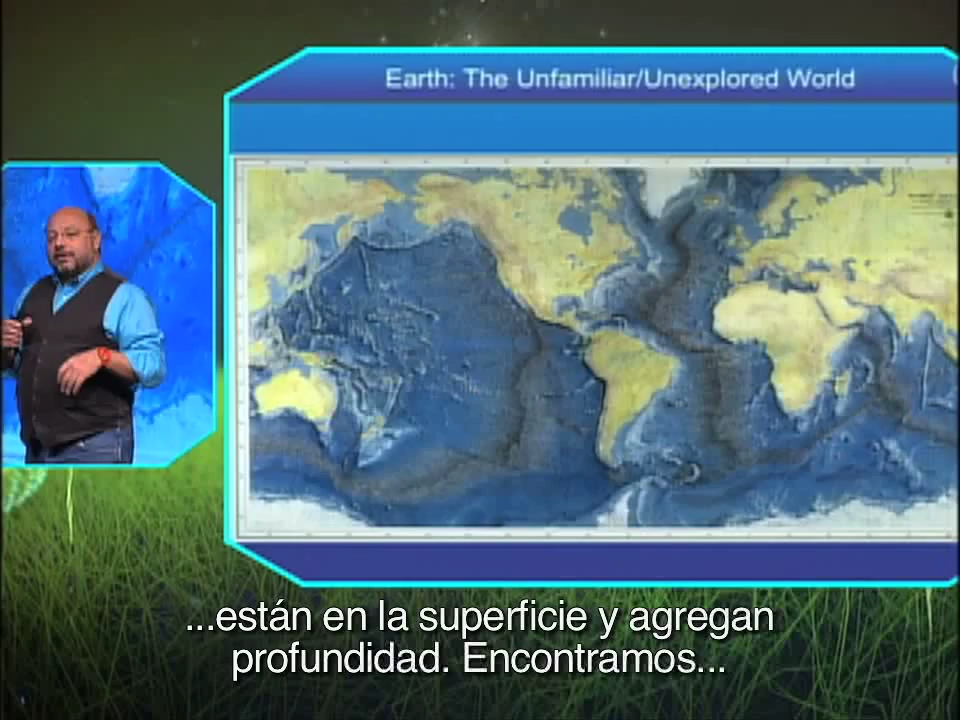 Earth: The Unfamiliar/Unexplored World
...están en la superficie y agregan
profundidad. Encontramos...